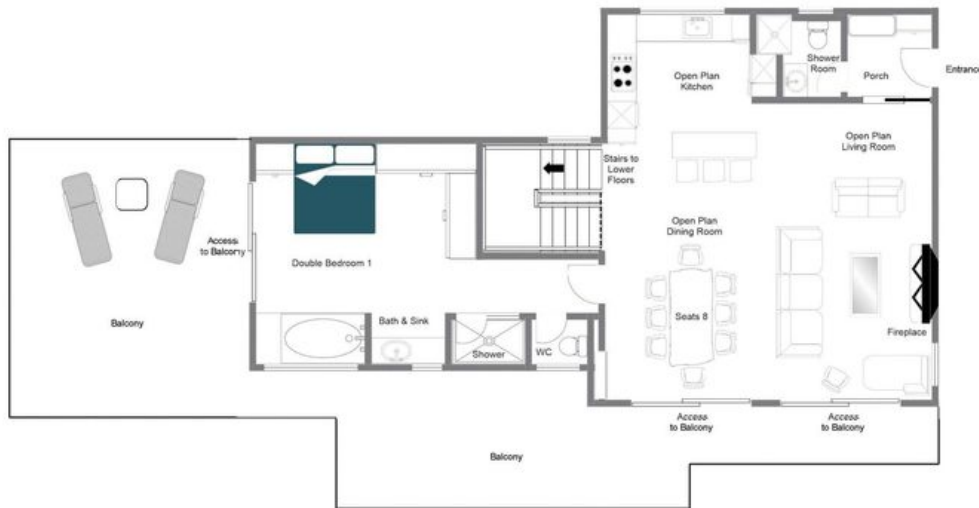 Open Plan
Kitchen
Shower
Room
Porch
Entrance
Open Plan
Living Room
Stairs to
Lower
Floors
Open Plan
Dining Room
Access
to Balcony
Double Bedroom 1
Balcony
Bath & Sink
Seats 8
Fireplace
Shower
WC
Access
to Balcony
Access
to Balcony
Balcony